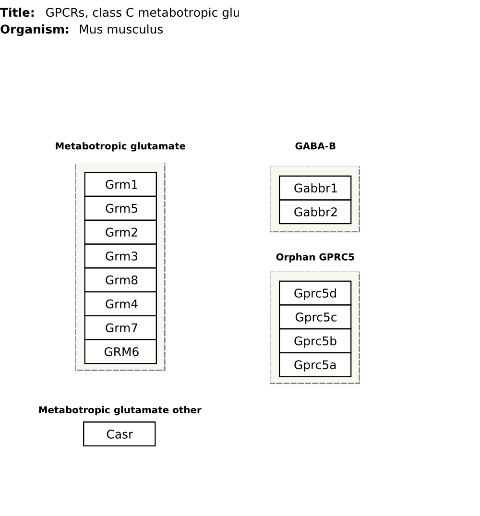 Title: GPCRs, class C metabotropic glu
Organism: Mus musculus
Metabotropic glutamate
Grm1
Grm5
Grm2
Grm3
Grm8
Grm4
Grm7
GRM6
Metabotropic glutamate other
Casr
GABA-B
Gabbr1
Gabbr2
Orphan GPRC5
Gprc5d
Gprc5c
Gprc5b
Gprc5a